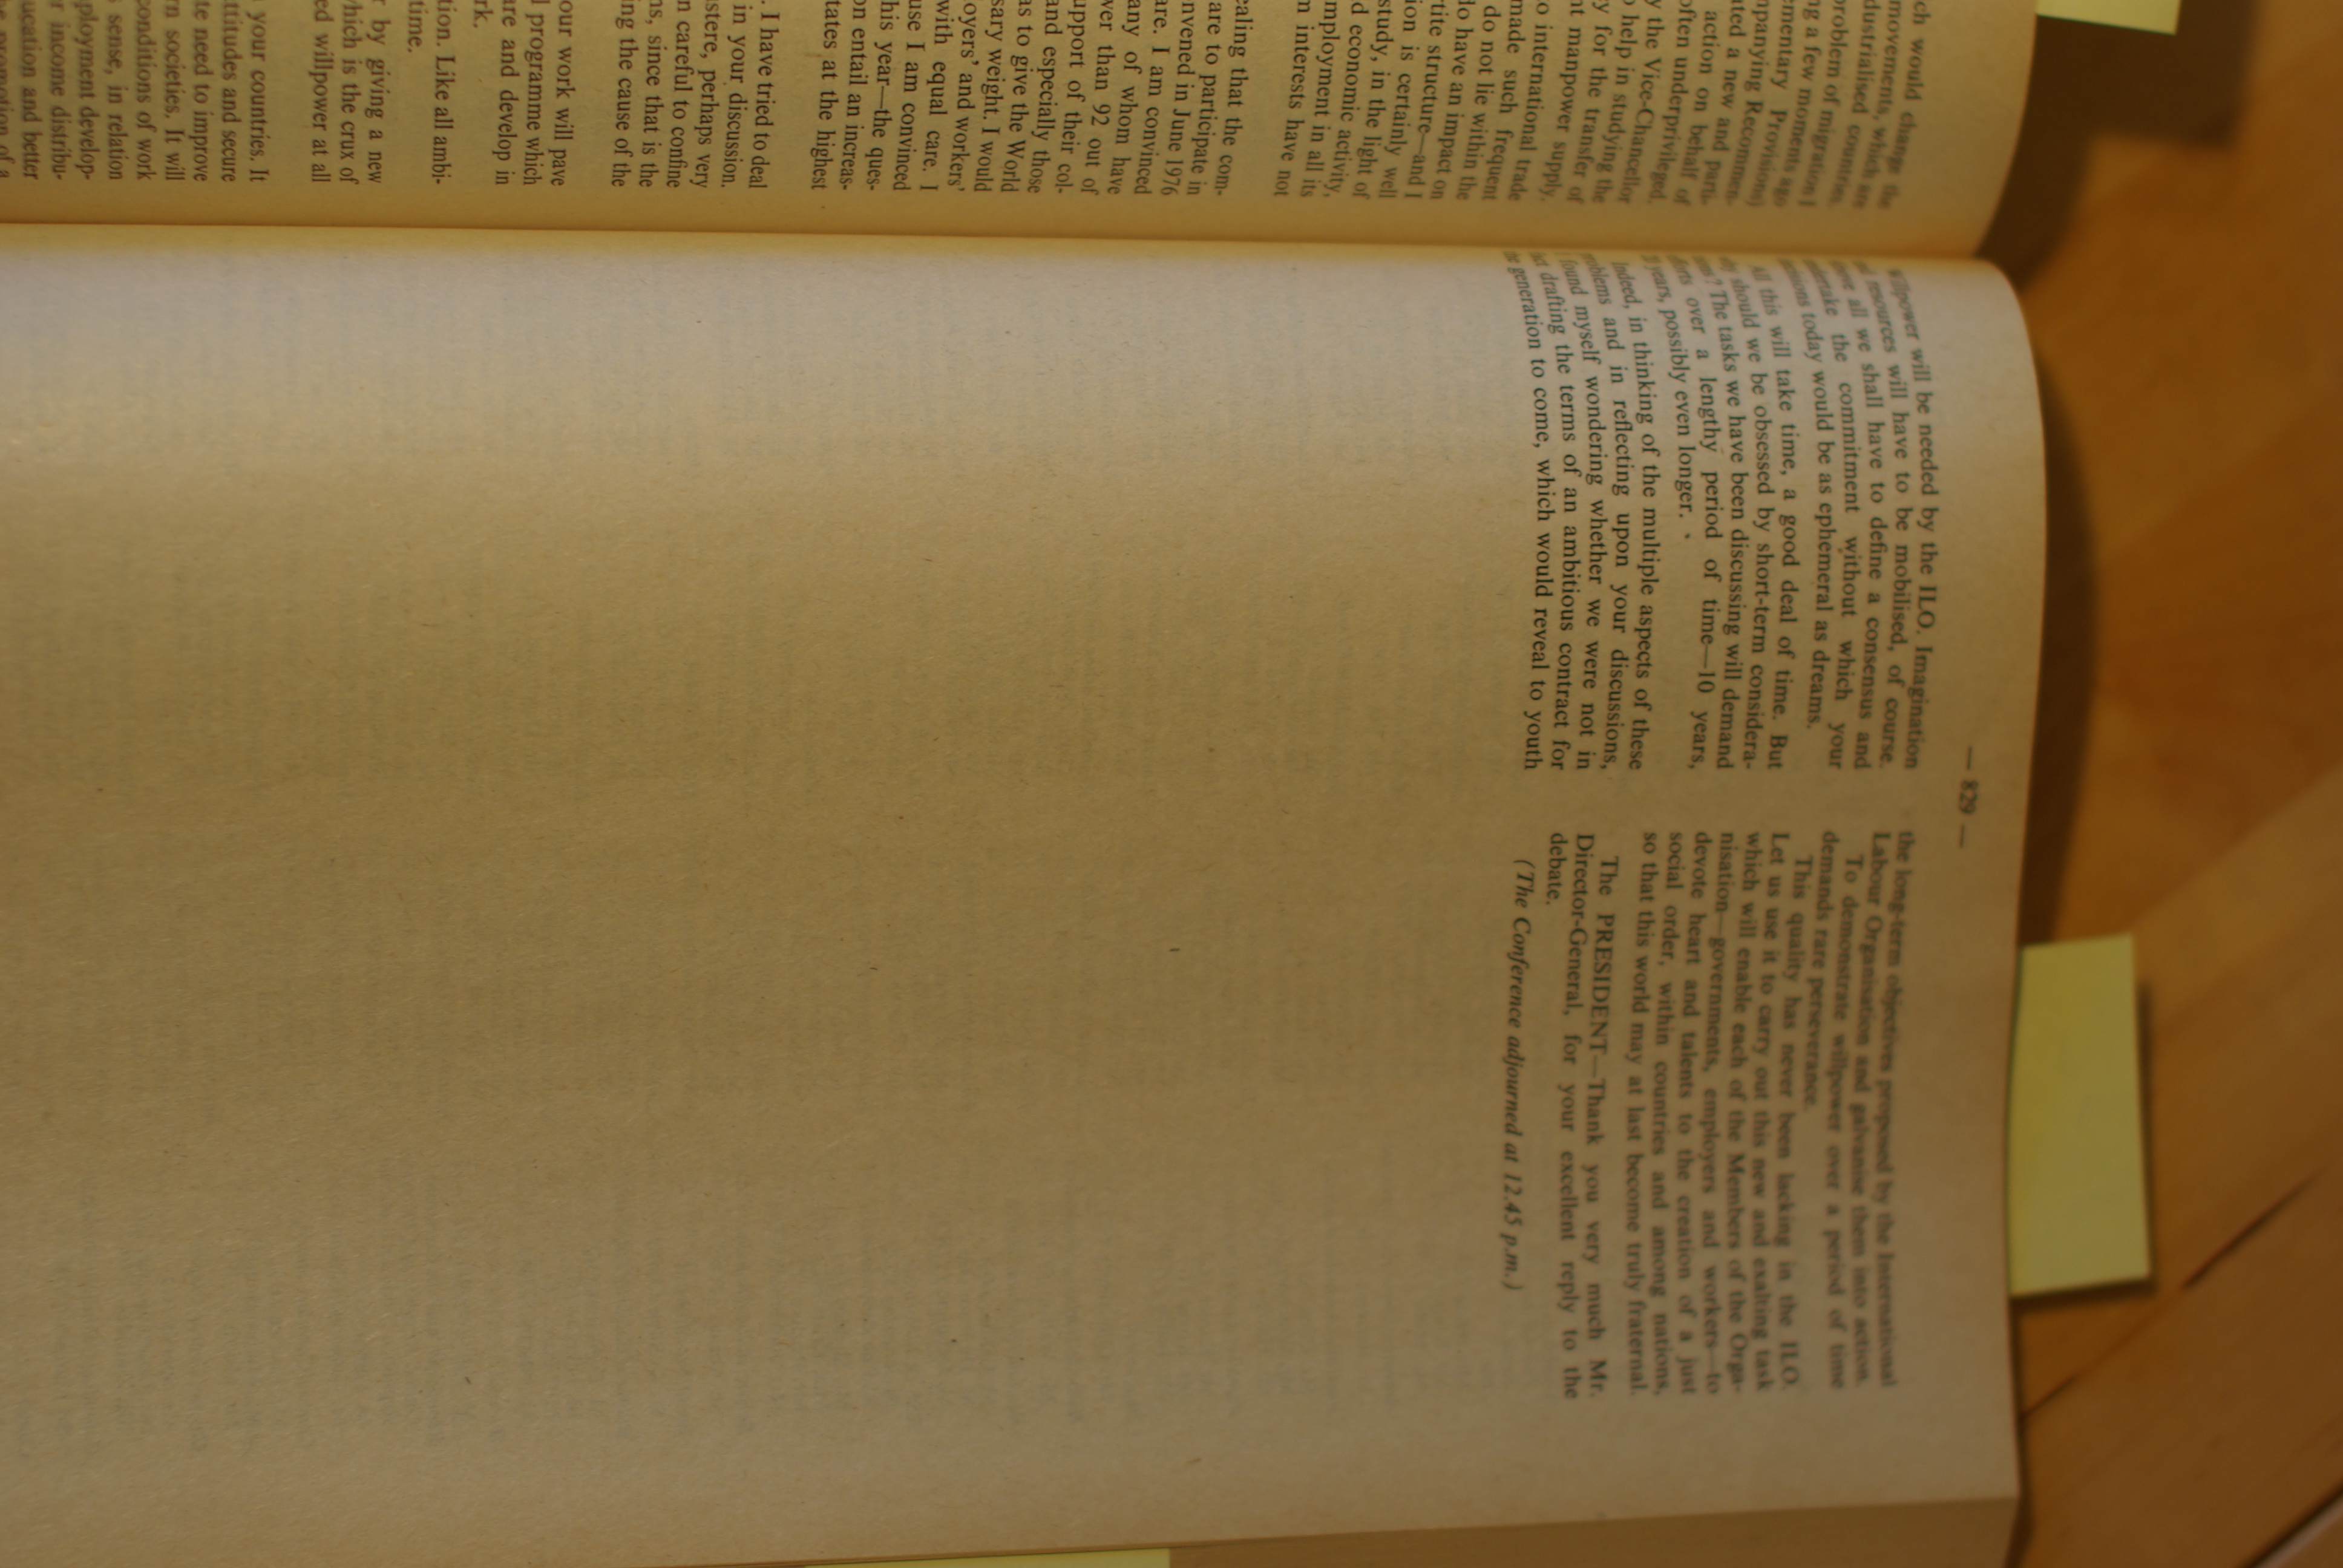 ch would change the
movements, which are
dustrialised countries.
problem of migration I
ng a few moments ago
ementary Provisions)
mpanying Recommen-
ated a new and parti-
action on behalf of
often underprivileged.
y the Vice-Chancellor
o help in studying the
y for the transfer of
nt manpower supply.
o international trade
made such frequent
do not lie within the
do have an impact on
rtite structure—and I
ion is certainly well
study, in the light of
d economic activity,
mployment in all its
m interests have not
ealing that the com-
are to participate in
nvened in June 1976
are. I am convinced
any of whom have
wer than 92 out of
upport of their col-
and especially those
as to give the World
sary weight. I would
oyers' and workers'
with equal care. I
use I am convinced
his year—the ques-
on entail an increas-
tates at the highest
. I have tried to deal
in your discussion.
stere, perhaps very
n careful to confine
ns, since that is the
ing the cause of the
our work will pave
l programme which
are and develop in
rk.
tion. Like all ambi-
time.
r by giving a new
which is the crux of
ed willpower at all
your countries. It
ttitudes and secure
te need to improve
rn societies. It will
conditions of work
sense, in relation
ployment develop-
r income distribu-
ucation and better
promotion of a
— 829 —
willpower will be needed by the ILO. Imagination
resources will have to be mobilised, of course.
all we shall have to define a consensus and
undertake the commitment without which your
today would be as ephemeral as dreams.
All this will take time, a good deal of time. But
why should we be obsessed by short-term considera-
tions? The tasks we have been discussing will demand
efforts over a lengthy period of time—10 years,
years, possibly even longer.
Indeed, in thinking of the multiple aspects of these
problems and in reflecting upon your discussions,
I found myself wondering whether we were not in
fact drafting the terms of an ambitious contract for
the generation to come, which would reveal to youth
the long-term objectives proposed by the International
Labour Organisation and galvanise them into action.
To demonstrate willpower over a period of time
demands rare perseverance.
This quality has never been lacking in the ILO.
Let us use it to carry out this new and exalting task
which will enable each of the Members of the Orga-
nisation—governments, employers and workers—to
devote heart and talents to the creation of a just
social order, within countries and among nations,
so that this world may at last become truly fraternal.
The PRESIDENT—Thank you very much Mr.
Director-General, for your excellent reply to the
debate.
(The Conference adjourned at 12.45 p.m.)